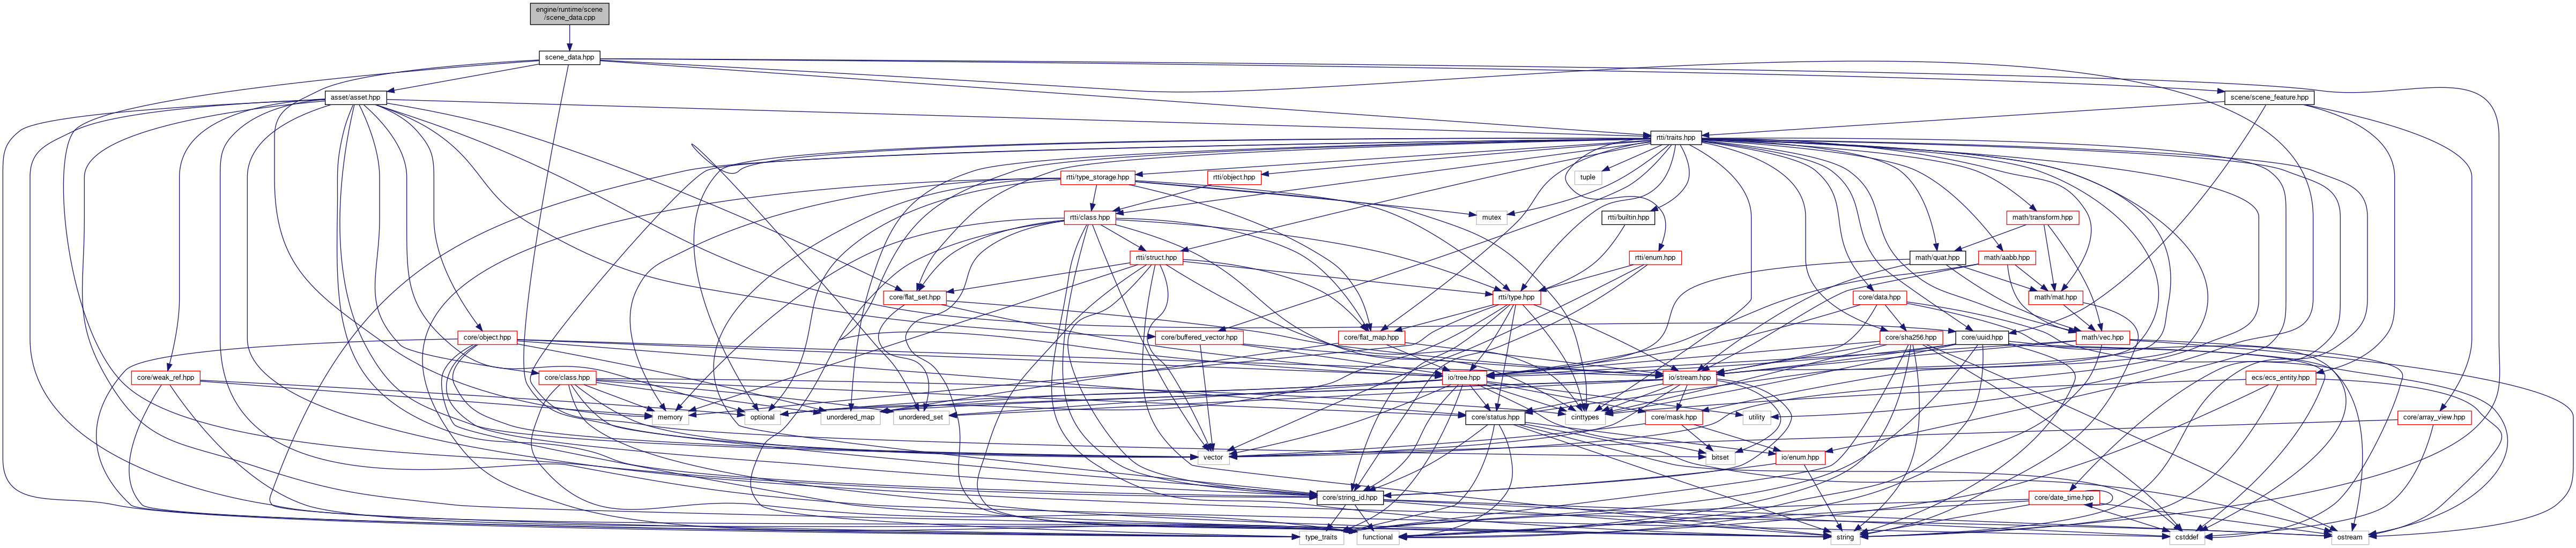 engine/runtime/scene
/scene_data.cpp
scene_data.hpp
asset/asset.hpp
scene/scene_feature.hpp
rtti/traits.hpp
rtti/type_storage.hpp
rtti/object.hpp
tuple
rtti/class.hpp
mutex
rtti/builtin.hpp
math/transform.hpp
rtti/struct.hpp
rtti/enum.hpp
math/quat.hpp
math/aabb.hpp
core/flat_set.hpp
rtti/type.hpp
core/data.hpp
math/mat.hpp
core/object.hpp
core/buffered_vector.hpp
core/flat_map.hpp
core/sha256.hpp
core/uuid.hpp
math/vec.hpp
core/weak_ref.hpp
core/class.hpp
io/tree.hpp
io/stream.hpp
ecs/ecs_entity.hpp
memory
optional
unordered_map
unordered_set
core/status.hpp
cinttypes
core/mask.hpp
utility
core/array_view.hpp
vector
bitset
io/enum.hpp
core/string_id.hpp
core/date_time.hpp
type_traits
functional
string
cstddef
ostream